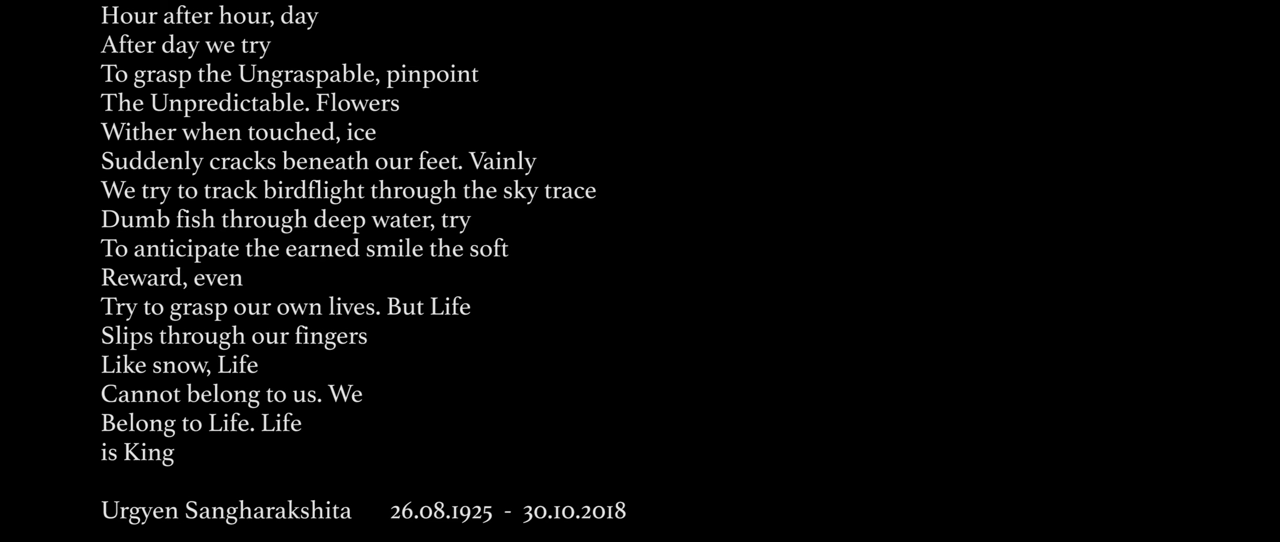 Hour after hour, day
After day we try
To grasp the Ungraspable, pinpoint
The Unpredictable. Flowers
Wither when touched, ice
Suddenly cracks beneath our feet. Vainly
We try to track birdflight through the sky trace
Dumb fish through deep water, try
To anticipate the earned smile the soft
Reward, even
Try to grasp our own lives. But Life
Slips through our fingers
Like snow, Life
Cannot belong to us. We
Belong to Life. Life
is King
Urgyen Sangharakshita 26.08.1925 - 30.10.2018